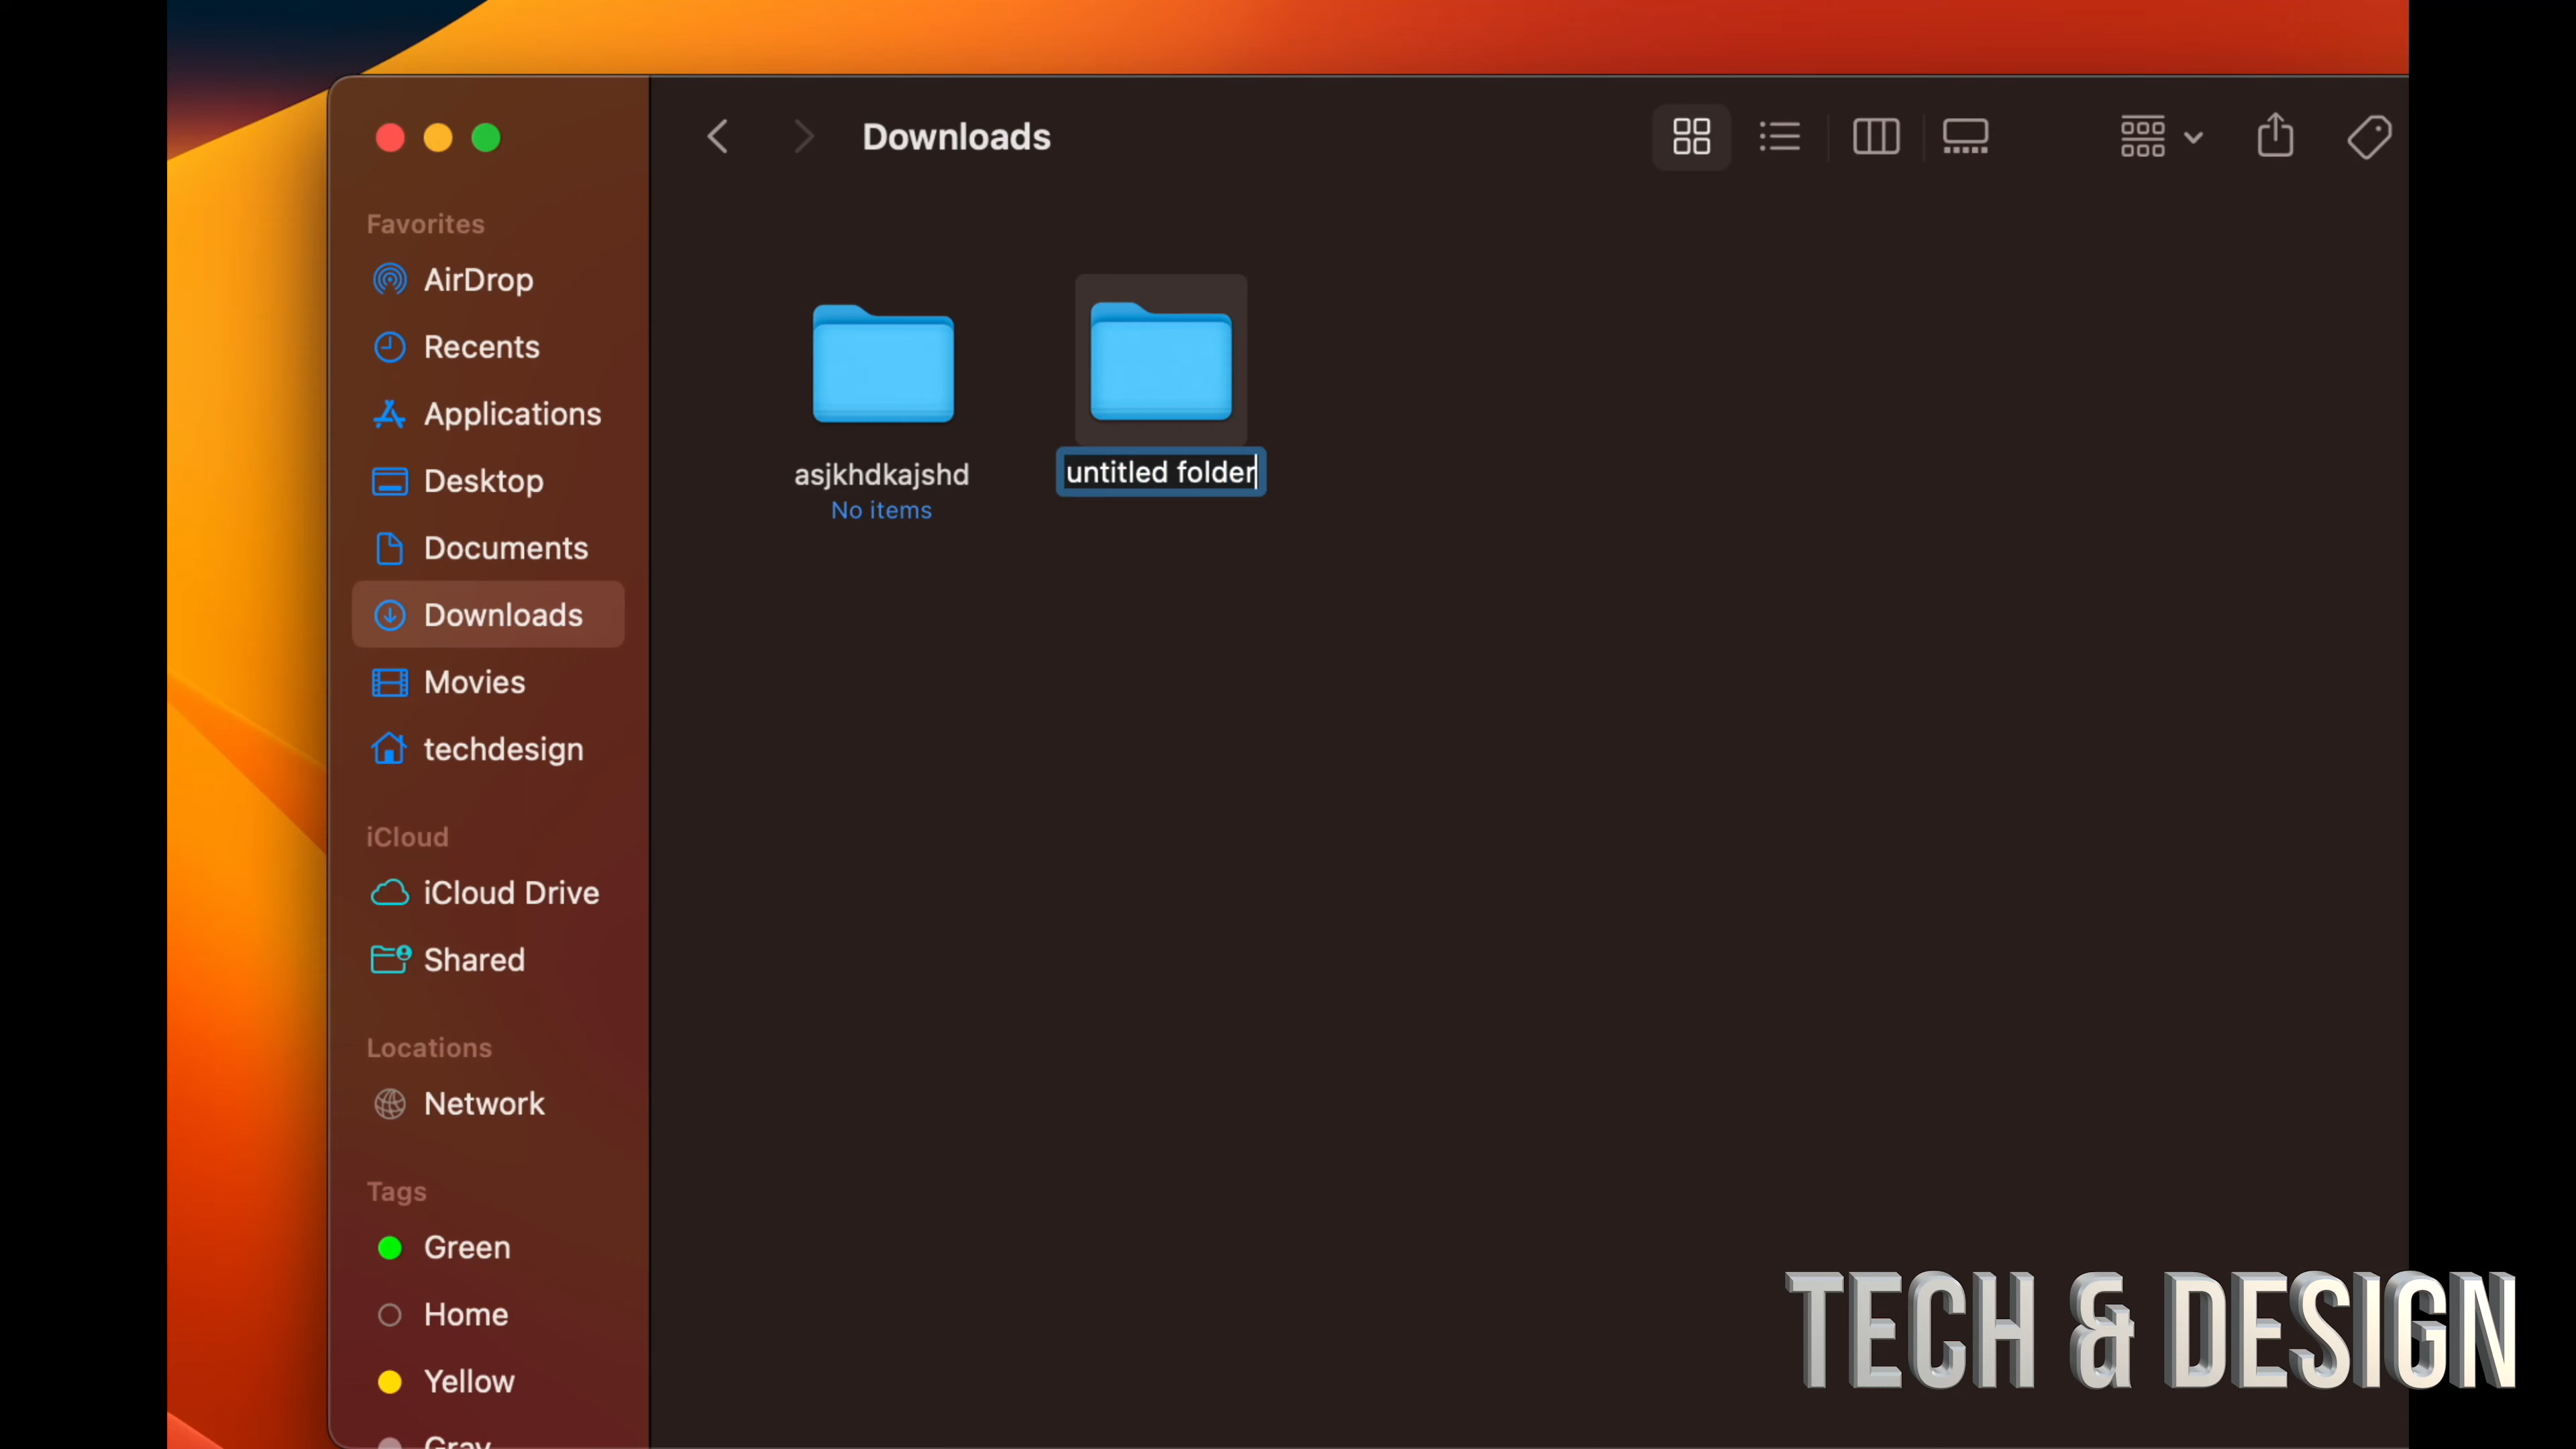 Downloads
Favorites
AirDrop
Recents
Applications
Desktop
Documents
Downloads
Movies
techdesign
iCloud
iCloud Drive
Shared
Locations
Network
Tags
Green
Home
Yellow
Gray
asjkhdkajshd
No items
untitled folder
TECH & DESIGN